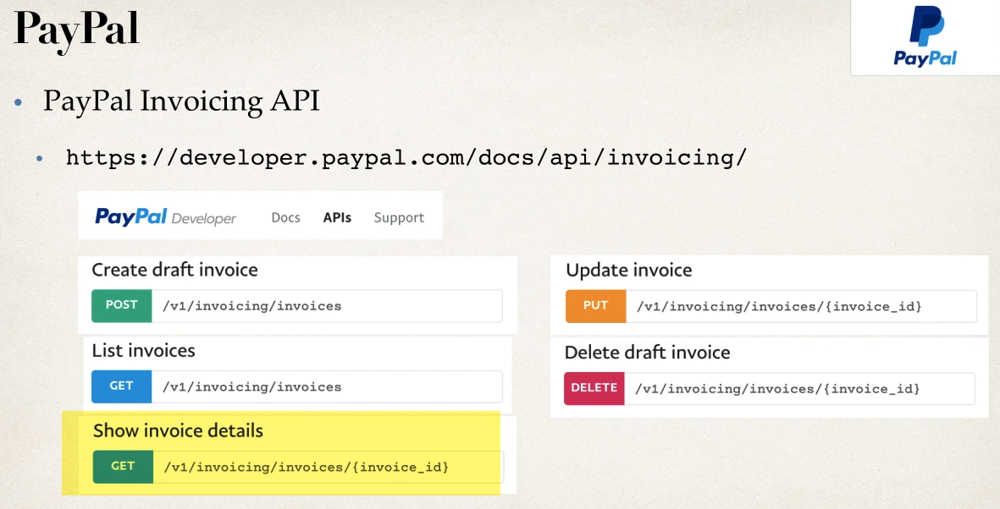 PayPal
PayPal
• PayPal Invoicing API
• https://developer.paypal.com/docs/api/invoicing/
PayPal Developer Docs APIs Support
Create draft invoice
POST /v1/invoicing/invoices
List invoices
GET /v1/invoicing/invoices
Show invoice details
GET /v1/invoicing/invoices/{invoice_id}
Update invoice
PUT /v1/invoicing/invoices/{invoice_id}
Delete draft invoice
DELETE /v1/invoicing/invoices/{invoice_id}